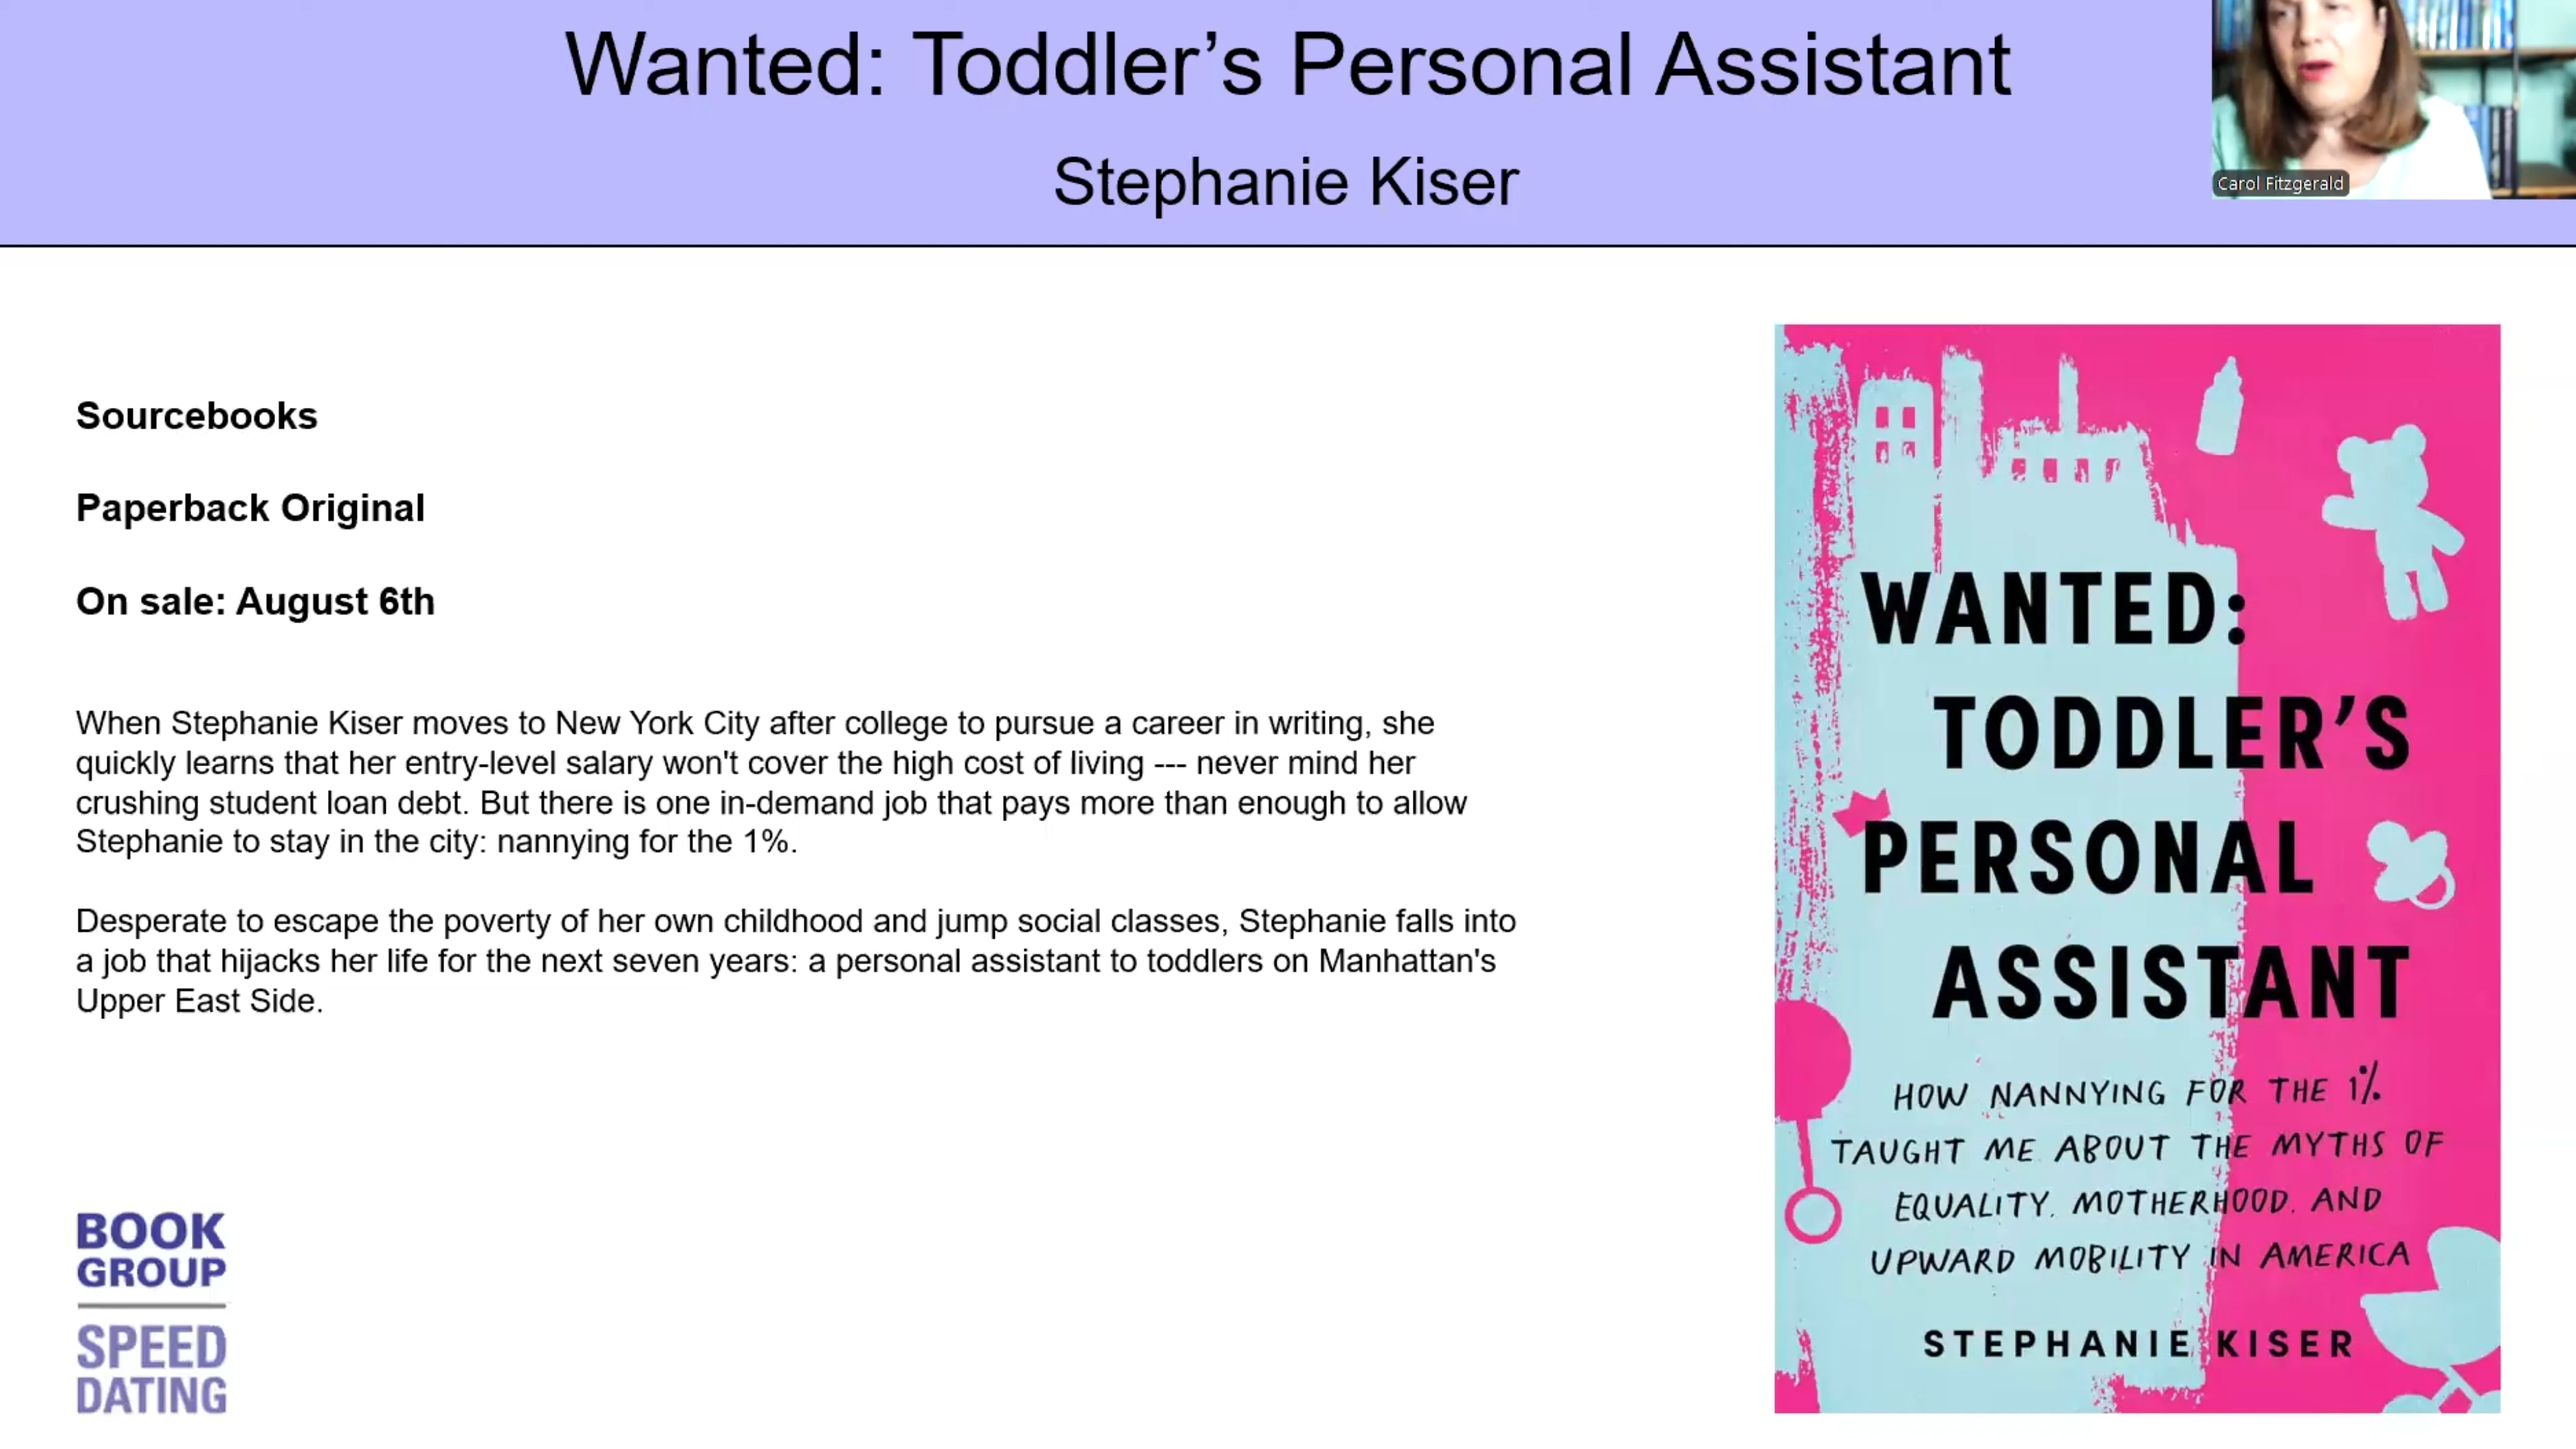 Wanted: Toddler’s Personal Assistant
Stephanie Kiser
Carol Fitzgerald
Sourcebooks
Paperback Original
On sale: August 6th
When Stephanie Kiser moves to New York City after college to pursue a career in writing, she
quickly learns that her entry-level salary won't cover the high cost of living --- never mind her
crushing student loan debt. But there is one in-demand job that pays more than enough to allow
Stephanie to stay in the city: nannying for the 1%.
Desperate to escape the poverty of her own childhood and jump social classes, Stephanie falls into
a job that hijacks her life for the next seven years: a personal assistant to toddlers on Manhattan's
Upper East Side.
BOOK
GROUP
SPEED
DATING
WANTED:
TODDLER’S
PERSONAL
ASSISTANT
HOW NANNYING FOR THE 1%
TAUGHT ME ABOUT THE MYTHS OF
EQUALITY, MOTHERHOOD, AND
UPWARD MOBILITY IN AMERICA
STEPHANIE KISER